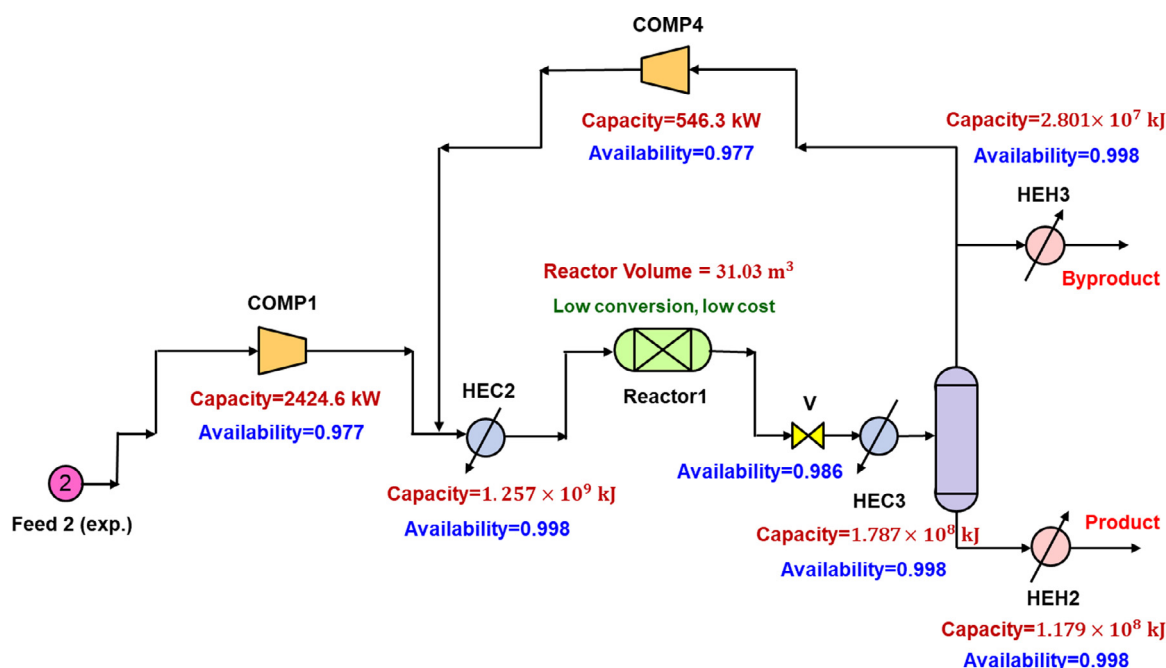 COMP4
Capacity=546.3 kW
Availability=0.977
Capacity=2.801× 10⁷ kJ
Availability=0.998
HEH3
Byproduct
Reactor Volume = 31.03 m³
Low conversion, low cost
Reactor1
COMP1
Capacity=2424.6 kW
Availability=0.977
HEC2
Capacity=1.257 × 10⁹ kJ
Availability=0.998
2
Feed 2 (exp.)
V
Availability=0.986
HEC3
Capacity=1.787× 10⁸ kJ
Availability=0.998
Product
HEH2
Capacity=1.179 × 10⁸ kJ
Availability=0.998